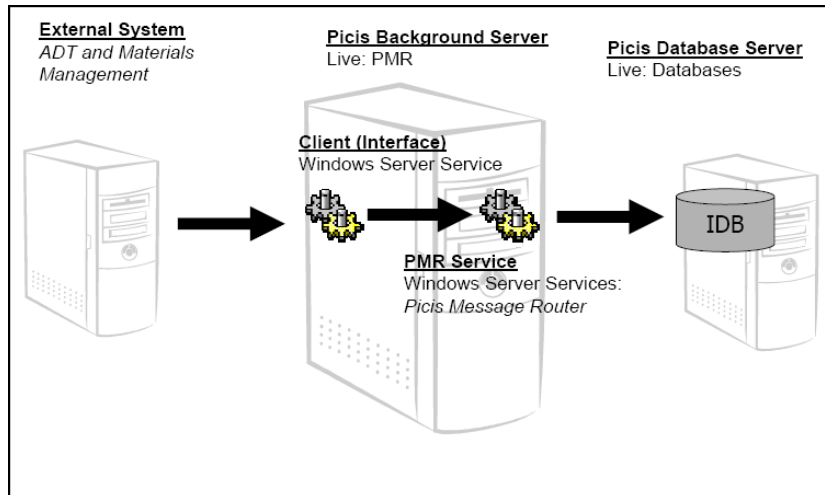 External System
ADT and Materials
Management
Picis Background Server
Live: PMR
Picis Database Server
Live: Databases
Client (Interface)
Windows Server Service
IDB
PMR Service
Windows Server Services:
Picis Message Router